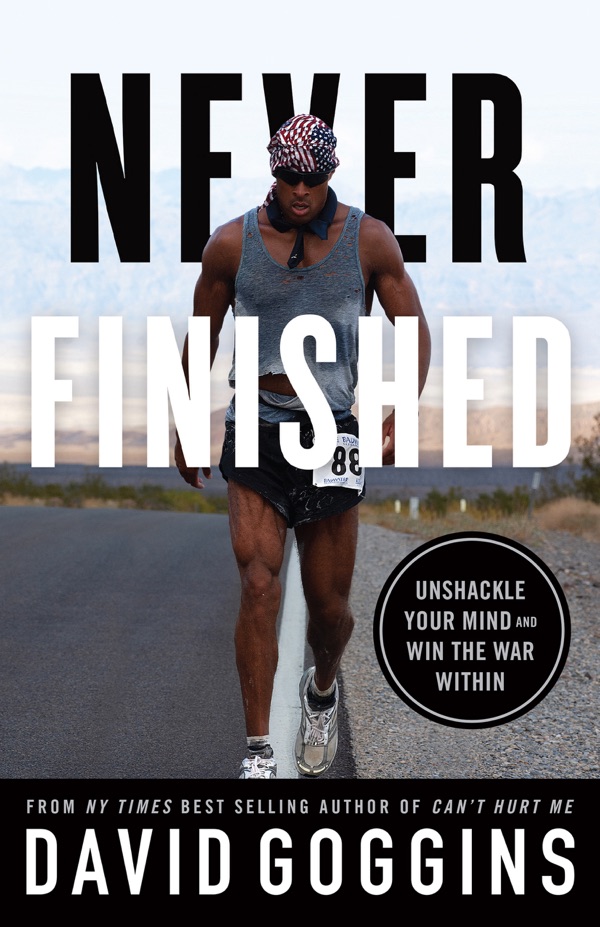 NEVER
FINISHED
88
UNSHACKLE
YOUR MIND AND
WIN THE WAR
WITHIN
FROM NY TIMES BEST SELLING AUTHOR OF CAN'T HURT ME
DAVID GOGGINS